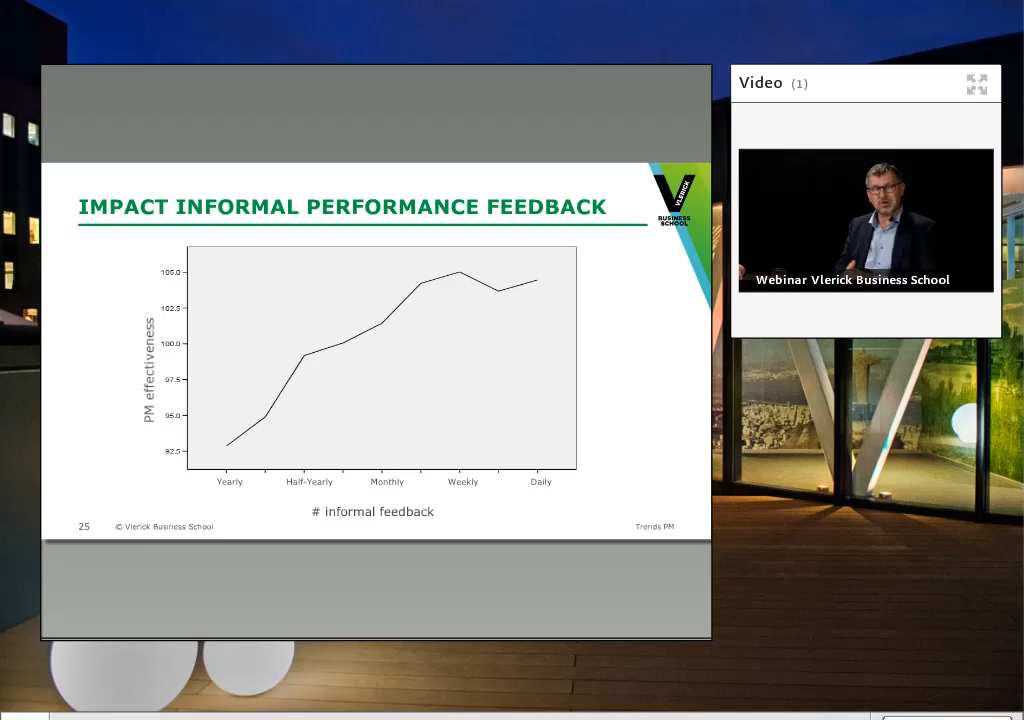 IMPACT INFORMAL PERFORMANCE FEEDBACK
V
VLERICK
BUSINESS
SCHOOL
PM effectiveness
105.0
102.5
100.0
97.5
95.0
92.5
Yearly Half-Yearly Monthly Weekly Daily
# informal feedback
25 © Vlerick Business School Trends PM
Video (1)
Webinar Vlerick Business School